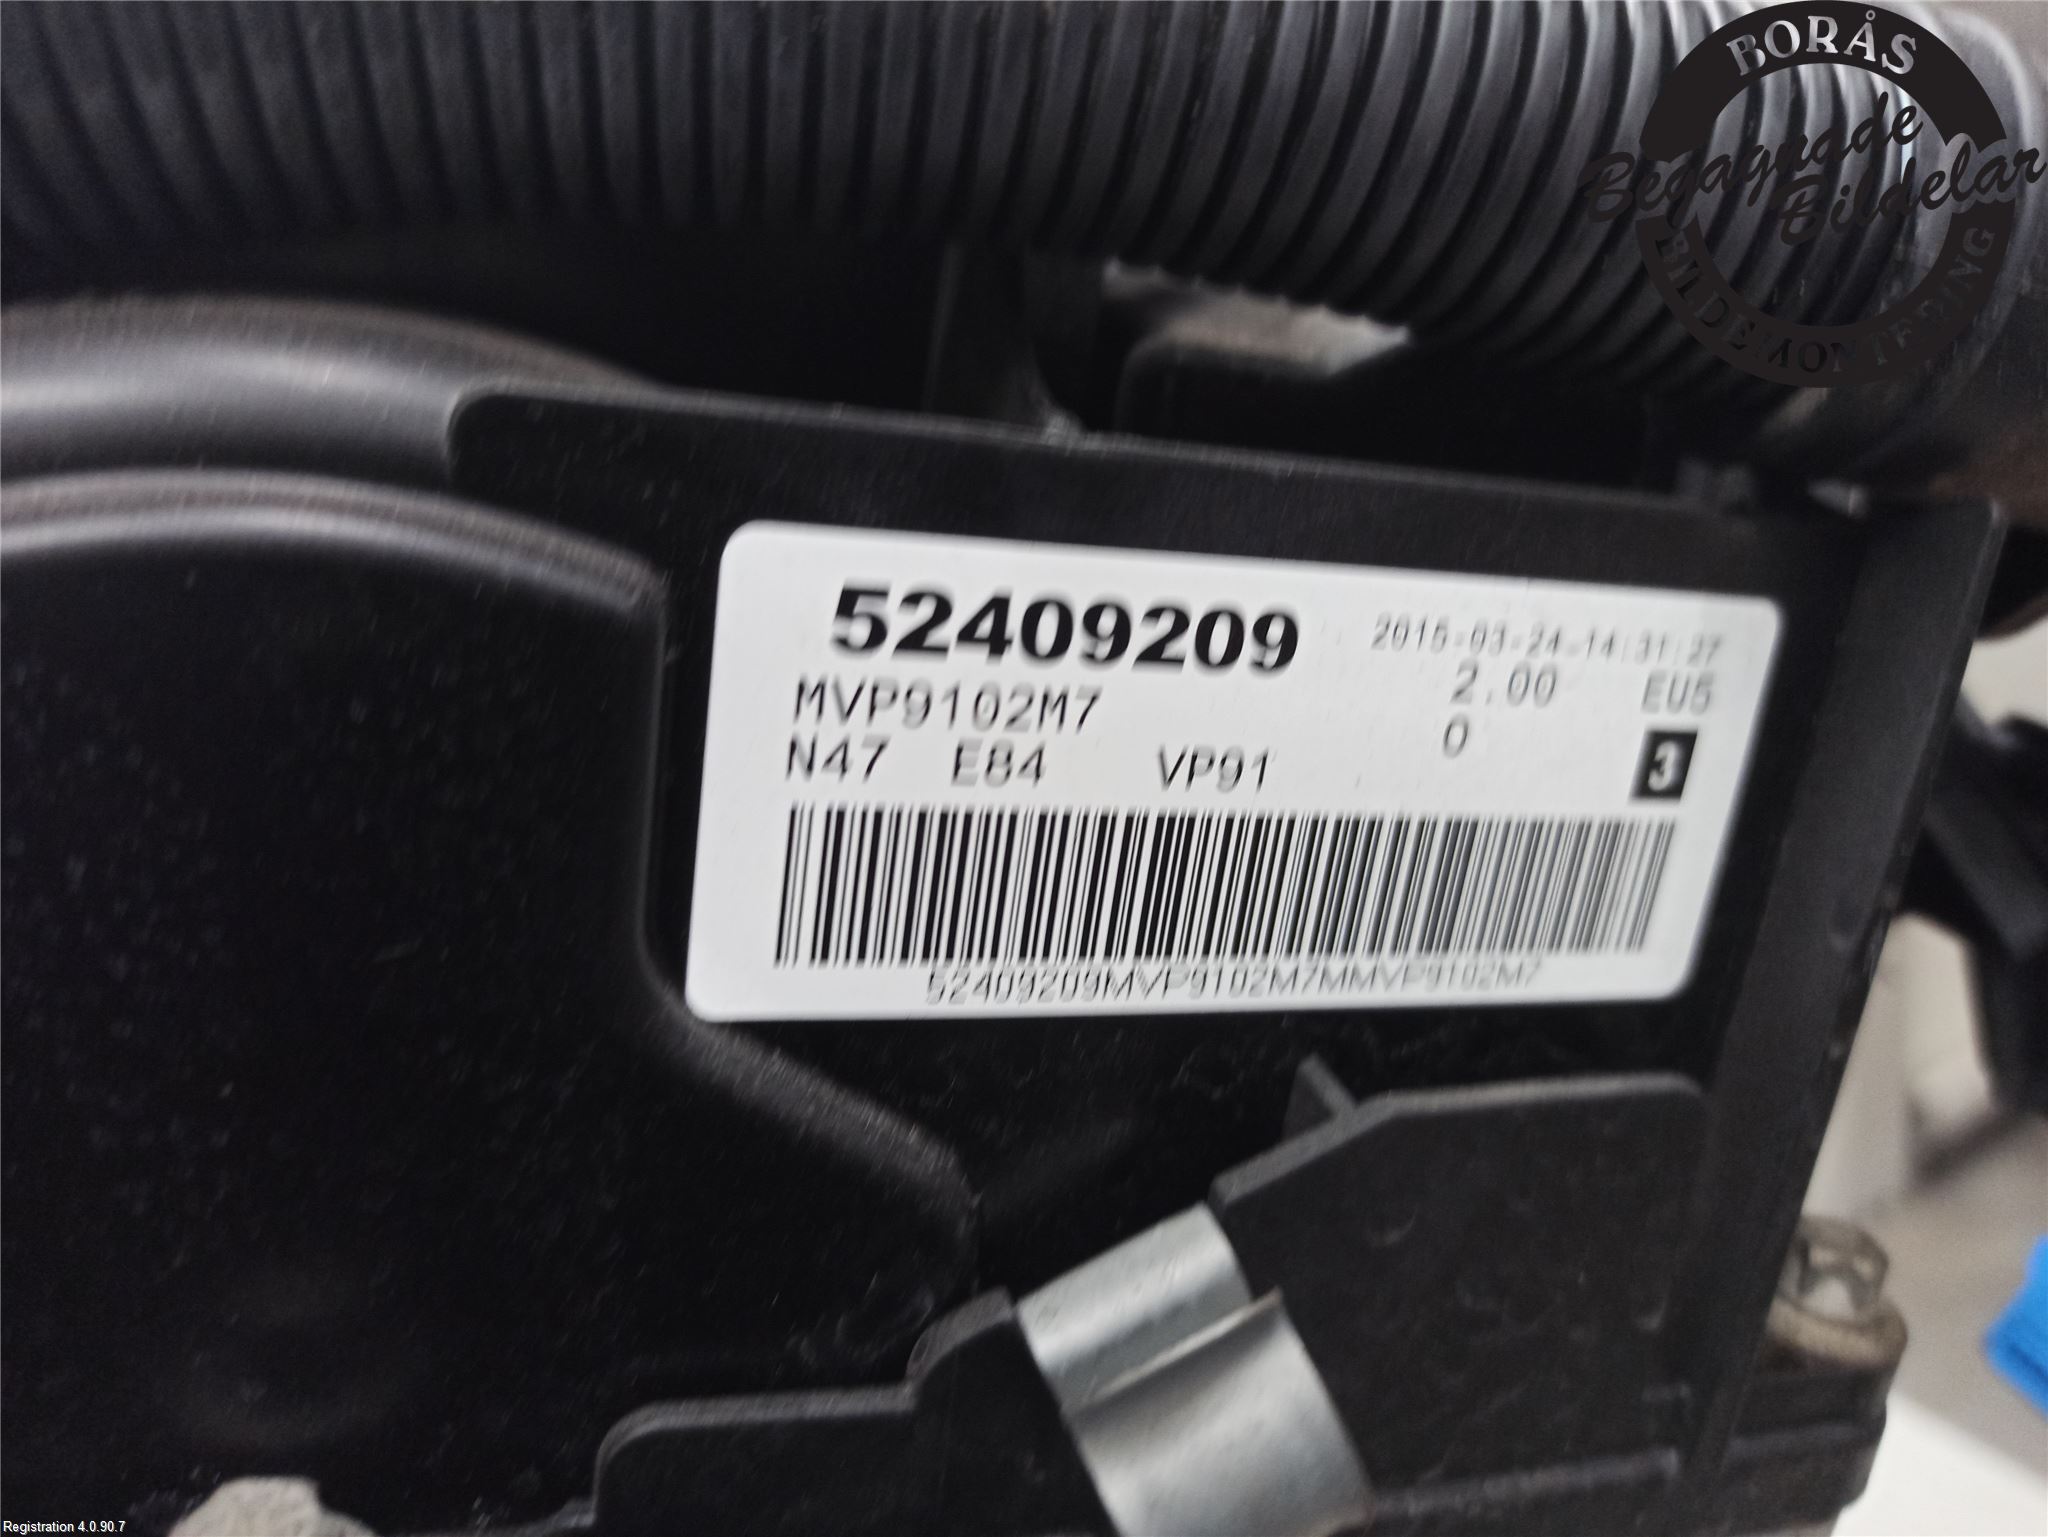 BORÅS
Begagnade
Bildelar
BILDEMONTERING
52409209
2015-03-24-14:31:27
MVP9102M7 2.00 EU5
N47 E84 VP91 0 3
52409209MVP9102M7MMVP9102M7
Registration 4.0.90.7